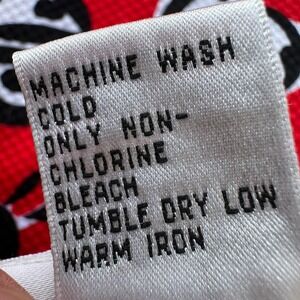 MACHINE WASH
COLD
ONLY NON-
CHLORINE
BLEACH
TUMBLE DRY LOW
WARM IRON